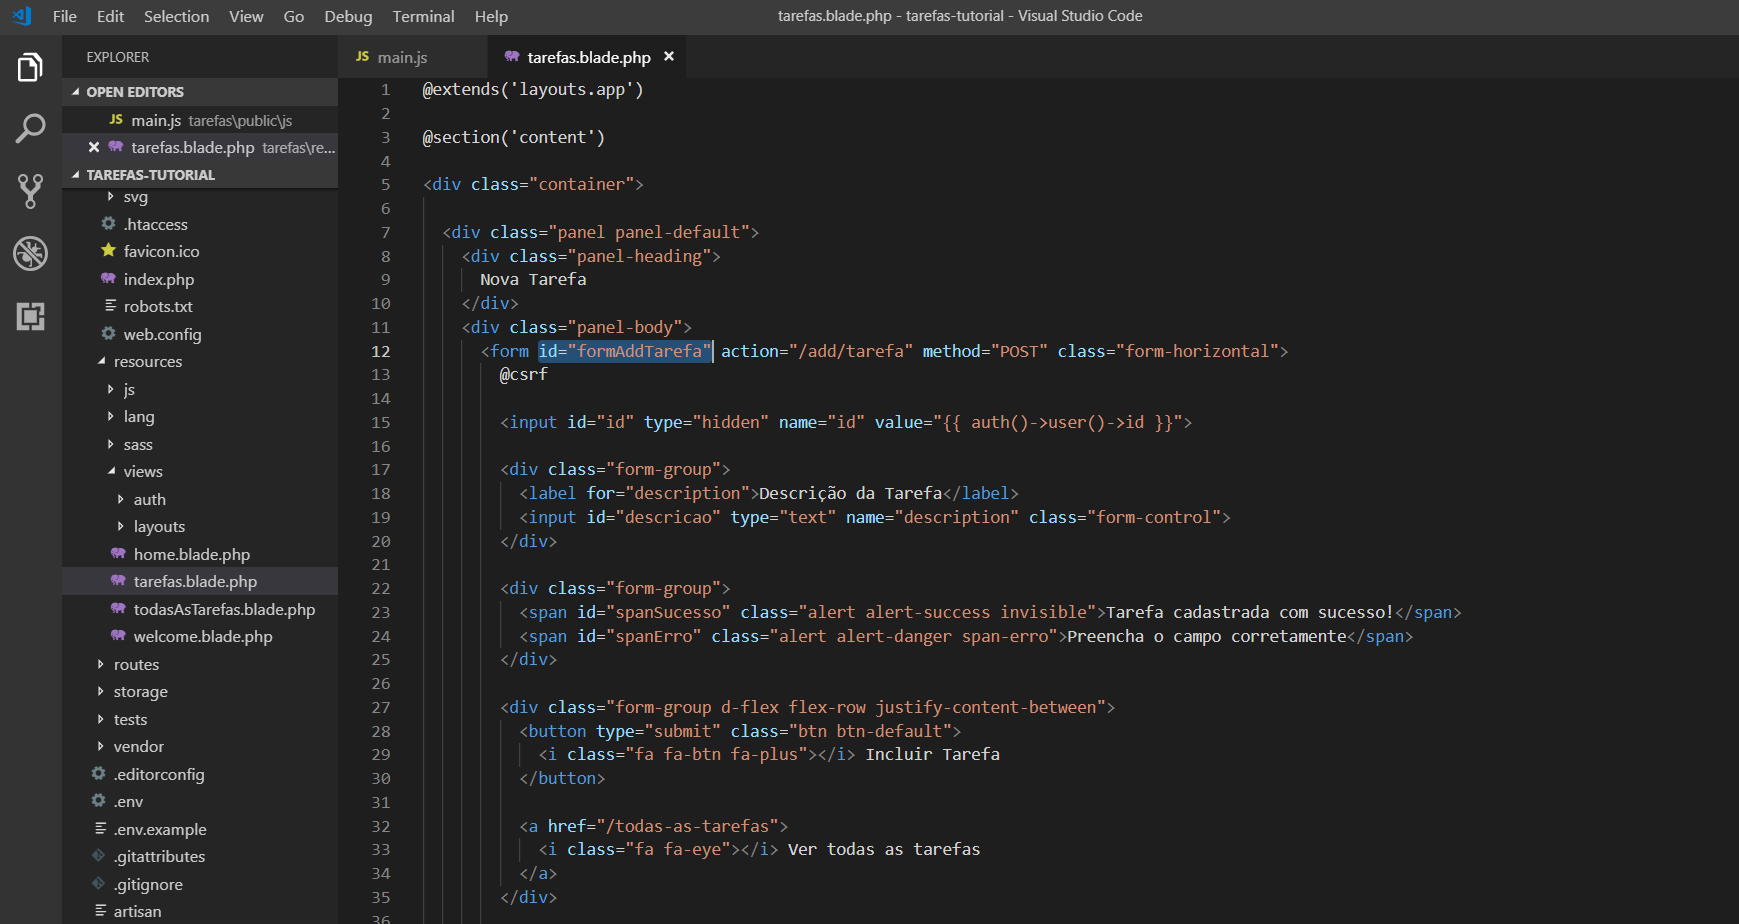 File Edit Selection View Go Debug Terminal Help
tarefas.blade.php - tarefas-tutorial - Visual Studio Code
EXPLORER
OPEN EDITORS
JS main.js tarefas\public\js
tarefas.blade.php tarefas\re...
TAREFAS-TUTORIAL
svg
.htaccess
favicon.ico
index.php
robots.txt
web.config
resources
js
lang
sass
views
auth
layouts
home.blade.php
tarefas.blade.php
todasAsTarefas.blade.php
welcome.blade.php
routes
storage
tests
vendor
.editorconfig
.env
.env.example
.gitattributes
.gitignore
artisan
JS main.js
tarefas.blade.php
1 @extends('layouts.app')
2
3 @section('content')
4
5 <div class="container">
6
7 <div class="panel panel-default">
8 <div class="panel-heading">
9 Nova Tarefa
10 </div>
11 <div class="panel-body">
12 <form id="formAddTarefa" action="/add/tarefa" method="POST" class="form-horizontal">
13 @csrf
14
15 <input id="id" type="hidden" name="id" value="{{ auth()->user()->id }}">
16
17 <div class="form-group">
18 <label for="description">Descrição da Tarefa</label>
19 <input id="descricao" type="text" name="description" class="form-control">
20 </div>
21
22 <div class="form-group">
23 <span id="spanSucesso" class="alert alert-success invisible">Tarefa cadastrada com sucesso!</span>
24 <span id="spanErro" class="alert alert-danger span-erro">Preencha o campo corretamente</span>
25 </div>
26
27 <div class="form-group d-flex flex-row justify-content-between">
28 <button type="submit" class="btn btn-default">
29 <i class="fa fa-btn fa-plus"></i> Incluir Tarefa
30 </button>
31
32 <a href="/todas-as-tarefas">
33 <i class="fa fa-eye"></i> Ver todas as tarefas
34 </a>
35 </div>
36